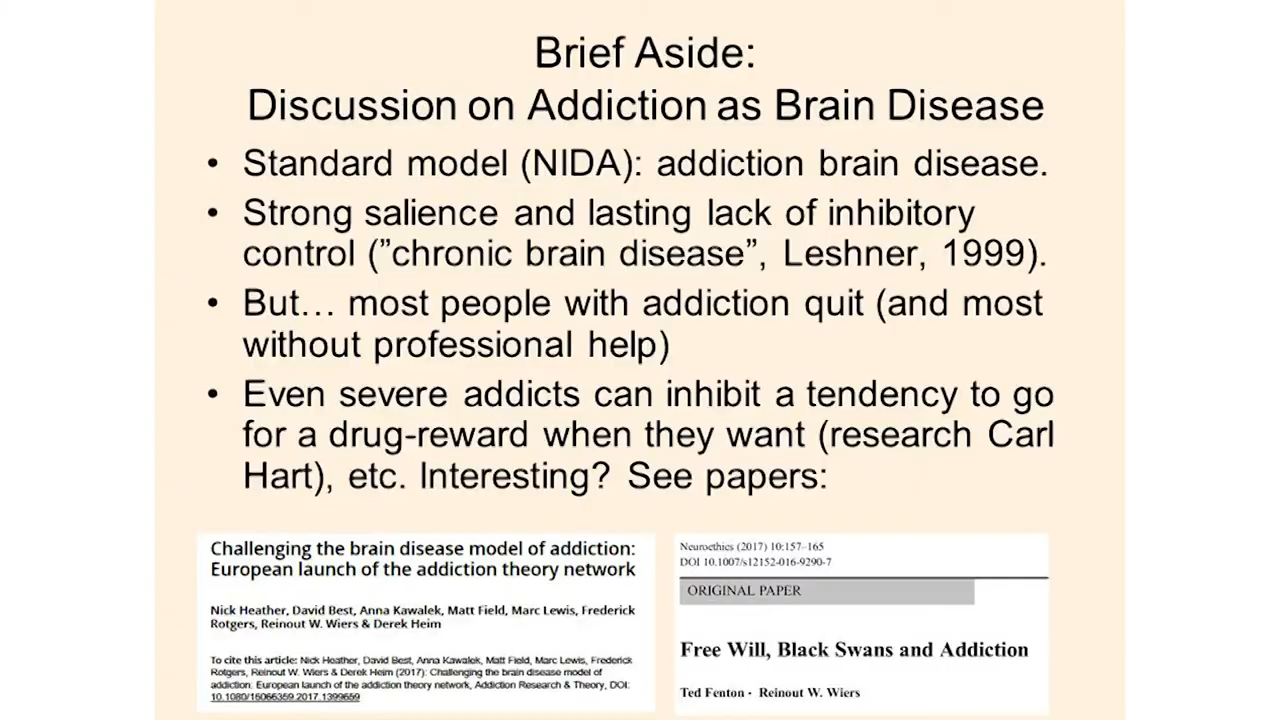 Brief Aside:
Discussion on Addiction as Brain Disease
• Standard model (NIDA): addiction brain disease.
• Strong salience and lasting lack of inhibitory
control (”chronic brain disease”, Leshner, 1999).
• But… most people with addiction quit (and most
without professional help)
• Even severe addicts can inhibit a tendency to go
for a drug-reward when they want (research Carl
Hart), etc. Interesting? See papers:
Challenging the brain disease model of addiction:
European launch of the addiction theory network
Nick Heather, David Best, Anna Kawalek, Matt Field, Marc Lewis, Frederick
Rotgers, Reinout W. Wiers & Derek Heim
To cite this article: Nick Heather, David Best, Anna Kawalek, Matt Field, Marc Lewis, Frederick
Rotgers, Reinout W. Wiers & Derek Heim (2017): Challenging the brain disease model of
addiction: European launch of the addiction theory network, Addiction Research & Theory, DOI:
10.1080/16066359.2017.1399659
Neuroethics (2017) 10:157–165
DOI 10.1007/s12152-016-9290-7
ORIGINAL PAPER
Free Will, Black Swans and Addiction
Ted Fenton · Reinout W. Wiers